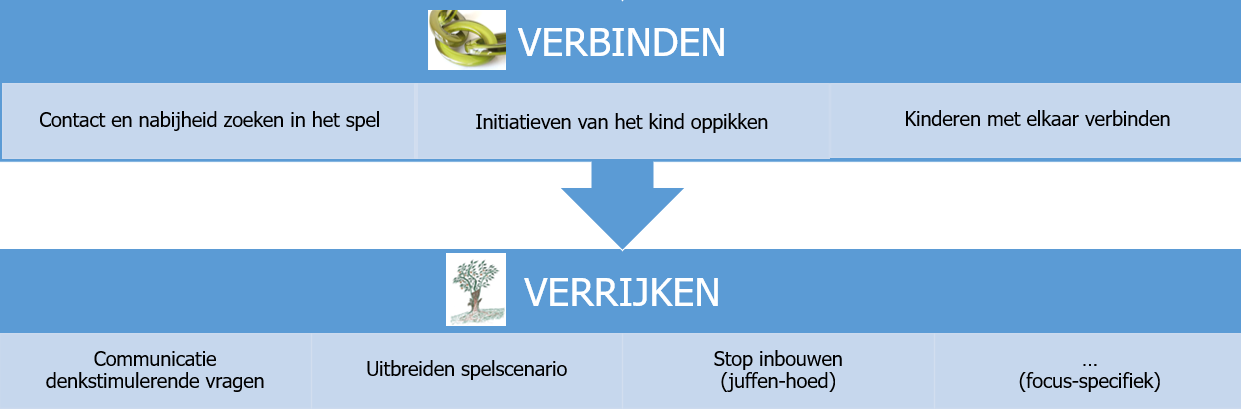 VERBINDEN
Contact en nabijheid zoeken in het spel
Initiatieven van het kind oppikken
Kinderen met elkaar verbinden
VERRIJKEN
Communicatie
denkstimulerende vragen
Uitbreiden spelscenario
Stop inbouwen
(juffen-hoed)
...
(focus-specifiek)